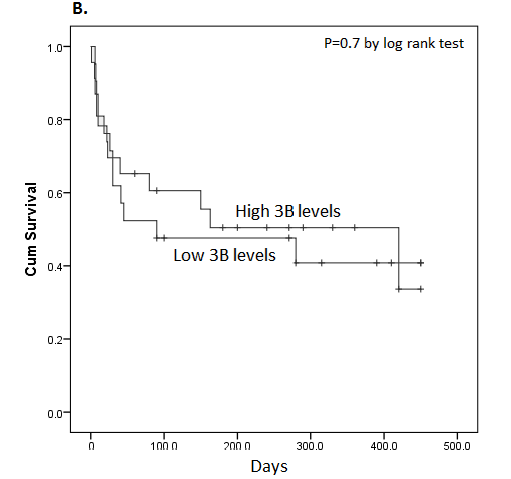 B.
P=0.7 by log rank test
1.0
0.8
0.6
0.4
0.2
0.0
Cum Survival
High 3B levels
Low 3B levels
0 100.0 200.0 300.0 400.0 500.0
Days